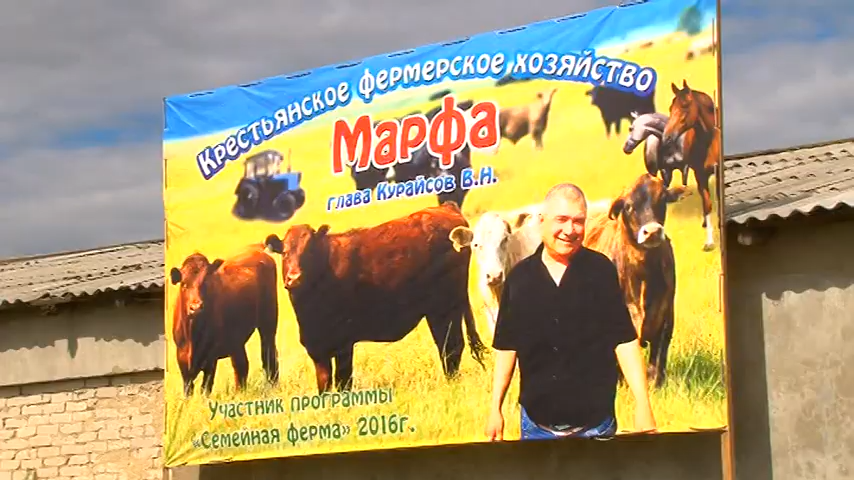 Крестьянское фермерское хозяйство
Марфа
глава Курайсов В.Н.
Участник программы
«Семейная ферма» 2016г.